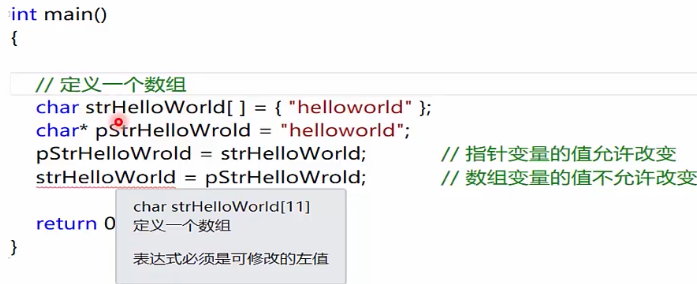 int main()
{
// 定义一个数组
char strHelloWorld[ ] = { "helloworld" };
char* pStrHelloWrold = "helloworld";
pStrHelloWrold = strHelloWorld; // 指针变量的值允许改变
strHelloWorld = pStrHelloWrold; // 数组变量的值不允许改变
char strHelloWorld[11]
return 0
定义一个数组
}
表达式必须是可修改的左值